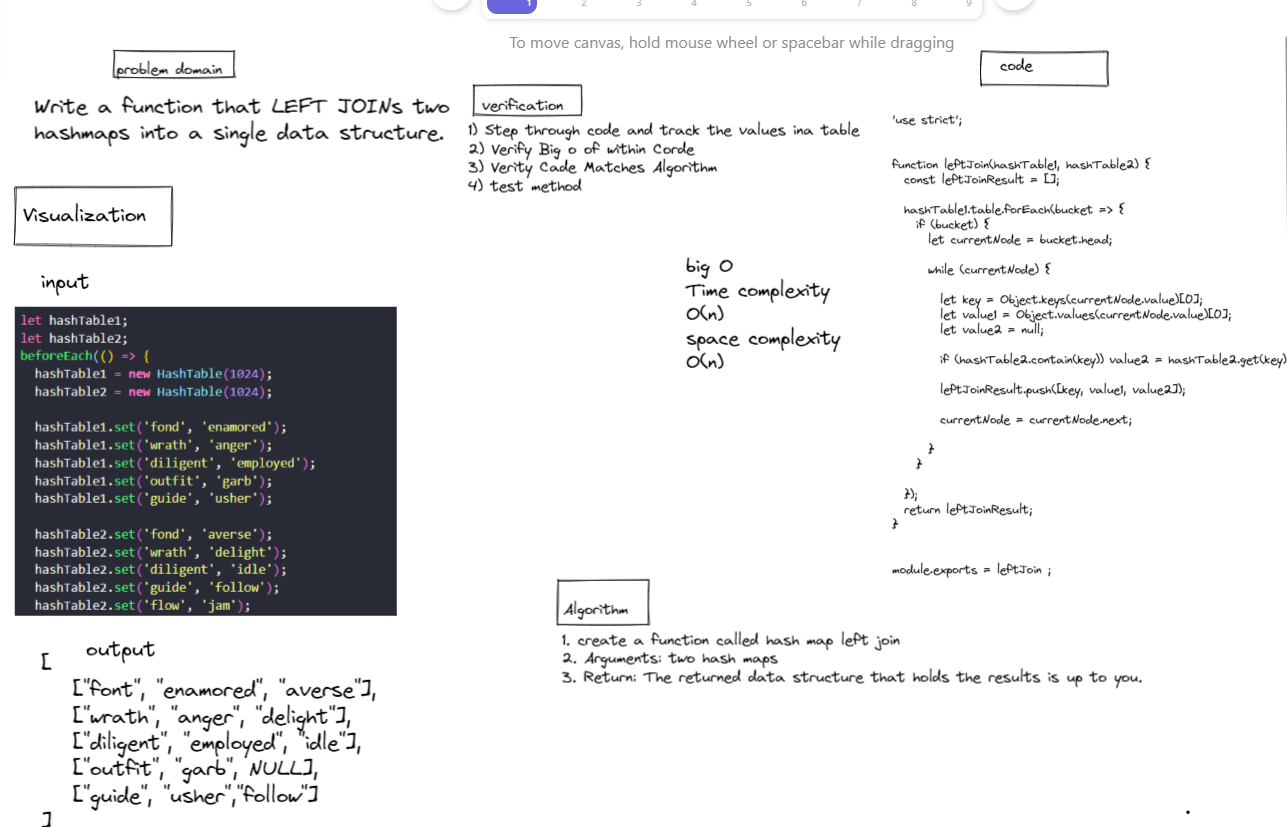 1 2 3 4 5 6 7 8 9
To move canvas, hold mouse wheel or spacebar while dragging
problem domain
Write a function that LEFT JOINs two
hashmaps into a single data structure.
Visualization
input
let hashTable1;
let hashTable2;
beforeEach(() => {
hashTable1 = new HashTable(1024);
hashTable2 = new HashTable(1024);
hashTable1.set('fond', 'enamored');
hashTable1.set('wrath', 'anger');
hashTable1.set('diligent', 'employed');
hashTable1.set('outfit', 'garb');
hashTable1.set('guide', 'usher');
hashTable2.set('fond', 'averse');
hashTable2.set('wrath', 'delight');
hashTable2.set('diligent', 'idle');
hashTable2.set('guide', 'follow');
hashTable2.set('flow', 'jam');
output
[
["font", "enamored", "averse"],
["wrath", "anger", "delight"],
["diligent", "employed", "idle"],
["outfit", "garb", NULL],
["guide", "usher","follow"]
]
verification
1) Step through code and track the values ina table
2) Verify Big o of within Corde
3) Verity Cade Matches Algorithm
4) test method
big O
Time complexity
O(n)
space complexity
O(n)
Algorithm
1. create a function called hash map left join
2. Arguments: two hash maps
3. Return: The returned data structure that holds the results is up to you.
code
'use strict';
function leftJoin(hashTable1, hashTable2) {
const leftJoinResult = [];
hashTable1.table.forEach(bucket => {
if (bucket) {
let currentNode = bucket.head;
while (currentNode) {
let key = Object.keys(currentNode.value)[0];
let value1 = Object.values(currentNode.value)[0];
let value2 = null;
if (hashTable2.contain(key)) value2 = hashTable2.get(key)
leftJoinResult.push([key, value1, value2]);
currentNode = currentNode.next;
}
}
});
return leftJoinResult;
}
module.exports = leftJoin ;